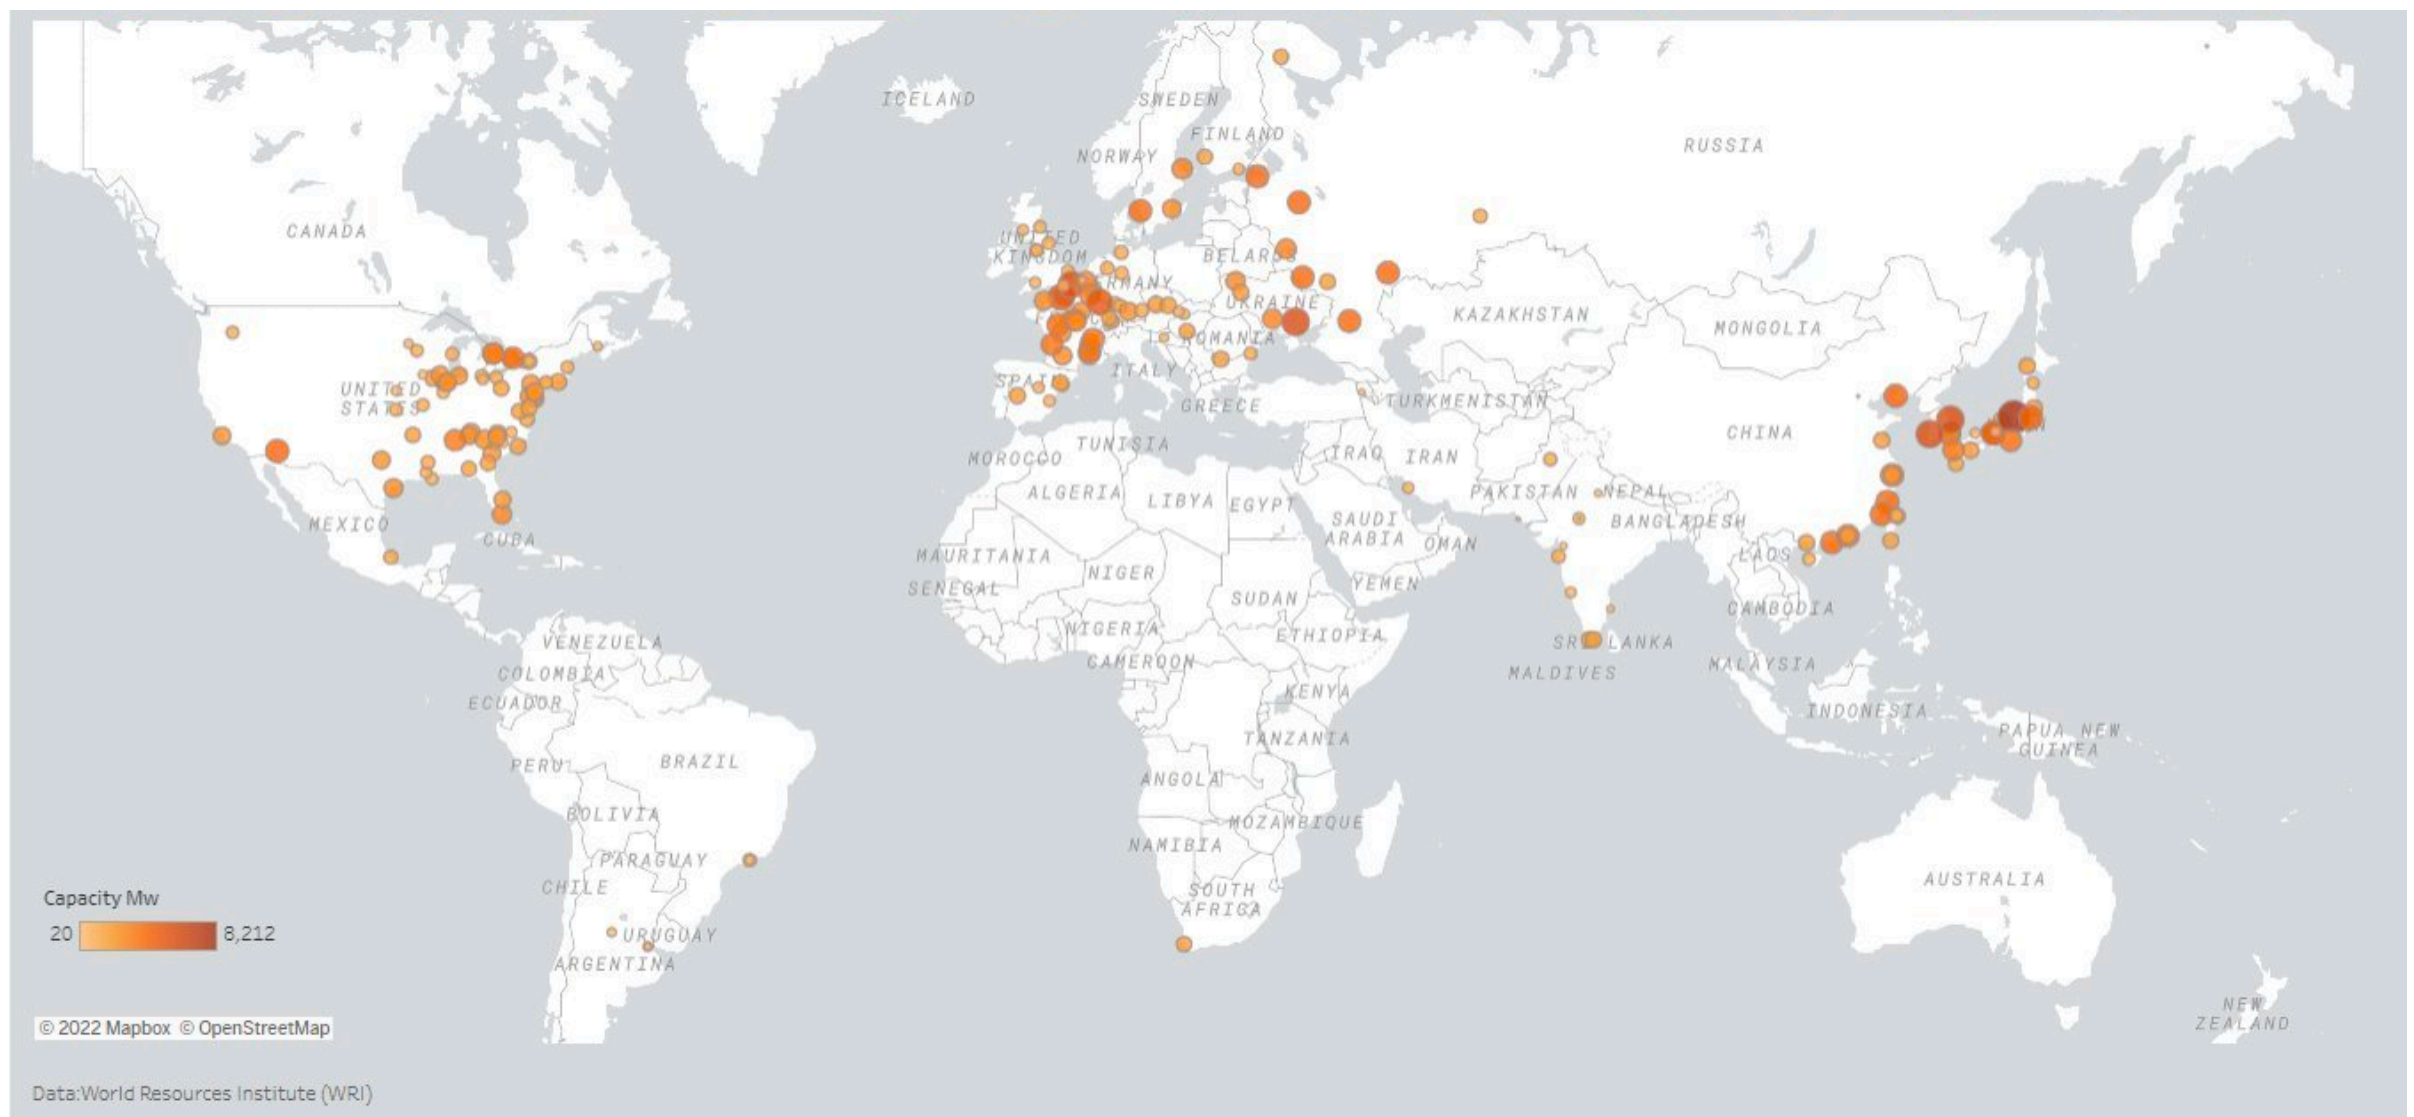 ICELAND
SWEDEN
FINLAND
NORWAY
RUSSIA
CANADA
UNITED
KINGDOM
BELARUS
UKRAINE
KAZAKHSTAN
MONGOLIA
ROMANIA
ITALY
SPAIN
GREECE
TURKMENISTAN
UNITED
STATES
CHINA
TUNISIA
MOROCCO
IRAQ
IRAN
ALGERIA
LIBYA
EGYPT
PAKISTAN
NEPAL
MEXICO
SAUDI
ARABIA
OMAN
BANGLADESH
CUBA
MAURITANIA
NIGER
LAOS
SENEGAL
YEMEN
SUDAN
CAMBODIA
NIGERIA
ETHIOPIA
VENEZUELA
SRI LANKA
CAMEROON
MALAYSIA
COLOMBIA
MALDIVES
KENYA
ECUADOR
INDONESIA
PAPUA NEW
GUINEA
TANZANIA
BRAZIL
PERU
ANGOLA
BOLIVIA
MOZAMBIQUE
NAMIBIA
PARAGUAY
CHILE
SOUTH
AFRICA
AUSTRALIA
URUGUAY
ARGENTINA
NEW
ZEALAND
Capacity Mw
20 8,212
© 2022 Mapbox © OpenStreetMap
Data:World Resources Institute (WRI)